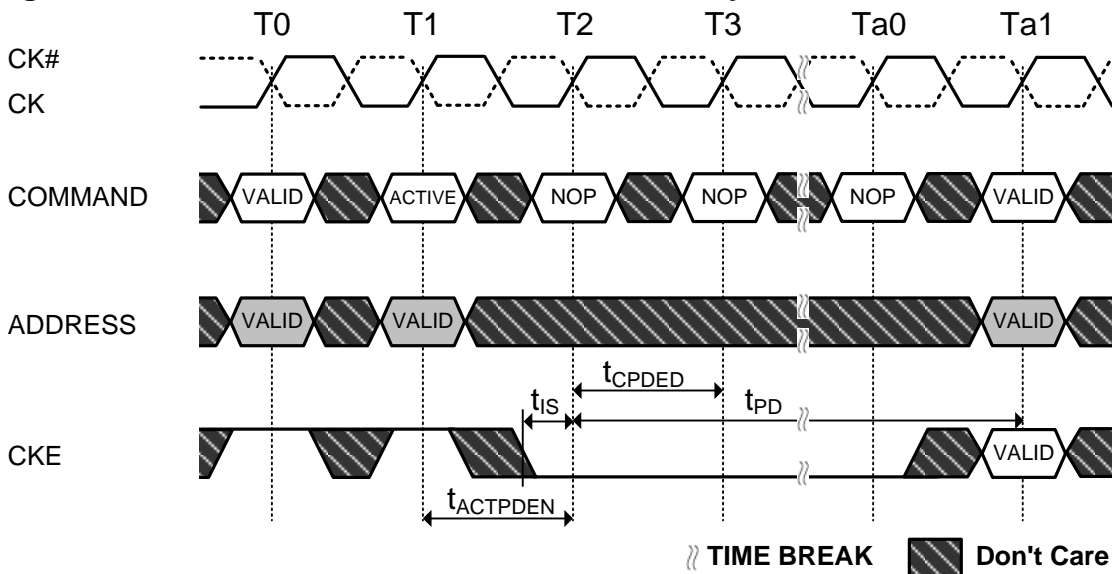 T0 T1 T2 T3 Ta0 Ta1
CK#
CK
COMMAND VALID ACTIVE NOP NOP NOP VALID
ADDRESS VALID VALID VALID
tCPDED
tIS tPD
CKE VALID
tACTPDEN
TIME BREAK Don't Care